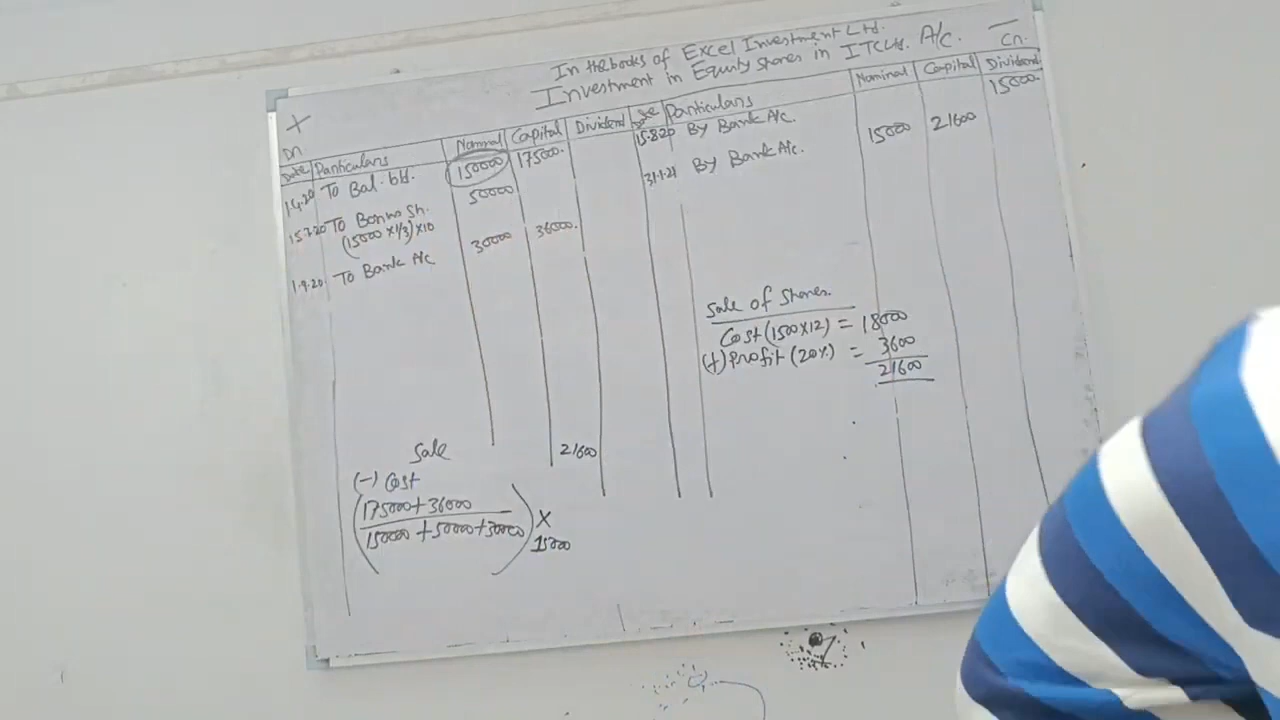 In the books of Excel Investment Ltd.
Investment in Equity Shares in ITC Ltd. A/c.
Dr
Cr.
Date Particulars Nominal Capital Dividend
1.4.20 To Bal. b/d. 150000 175000.
15.7.20 To Bonus Sh. 50000
(15000 x 1/3) x 10
1.9.20. To Bank A/c 30000 36000.
Date Particulars Nominal Capital Dividend
15.8.20 By Bank A/c. 15000.
31.1.21 By Bank A/c. 15000 21600
Sale of Shares.
Cost (1500 x 12) = 18000
(+) Profit (20%) = 3600
21600
Sale 21600
(-) Cost
(175000 + 36000
150000 + 50000 + 30000) x
15000